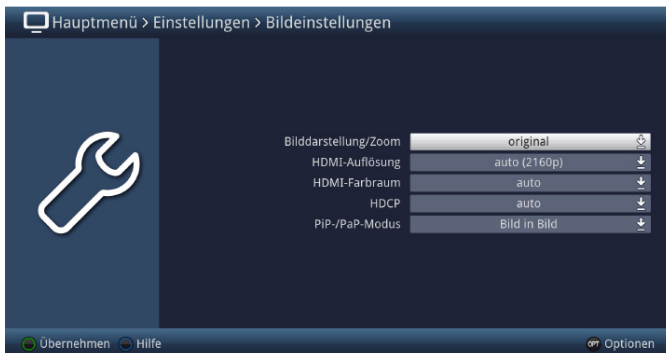 Hauptmenü > Einstellungen > Bildeinstellungen
Bilddarstellung/Zoom original
HDMI-Auflösung auto (2160p)
HDMI-Farbraum auto
HDCP auto
PiP-/PaP-Modus Bild in Bild
Übernehmen Hilfe OPT Optionen